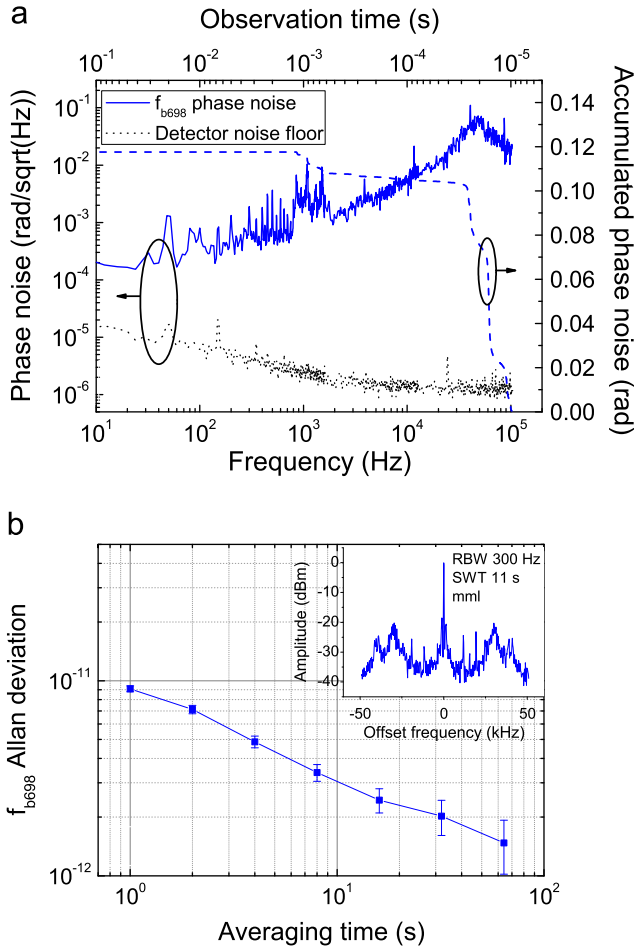 a
Observation time (s)
10⁻¹ 10⁻³ 10⁻⁴ 10⁻⁵
Phase noise (rad/sqrt(Hz))
10⁻¹
10⁻²
10⁻³
10⁻⁴
10⁻⁵
10⁻⁶
f_b698 phase noise
Detector noise floor
0.14
0.12
0.10
0.08
0.06
0.04
0.02
0.00
Accumulated phase noise (rad)
10¹ 10² 10³ 10⁴ 10⁵
Frequency (Hz)
b
f_b698 Allan deviation
10⁻¹¹
10⁻¹²
RBW 300 Hz
SWT 11 s
mml
Amplitude (dBm)
0
-10
-20
-30
-40
-50 0 50
Offset frequency (kHz)
10⁰ 10¹ 10²
Averaging time (s)